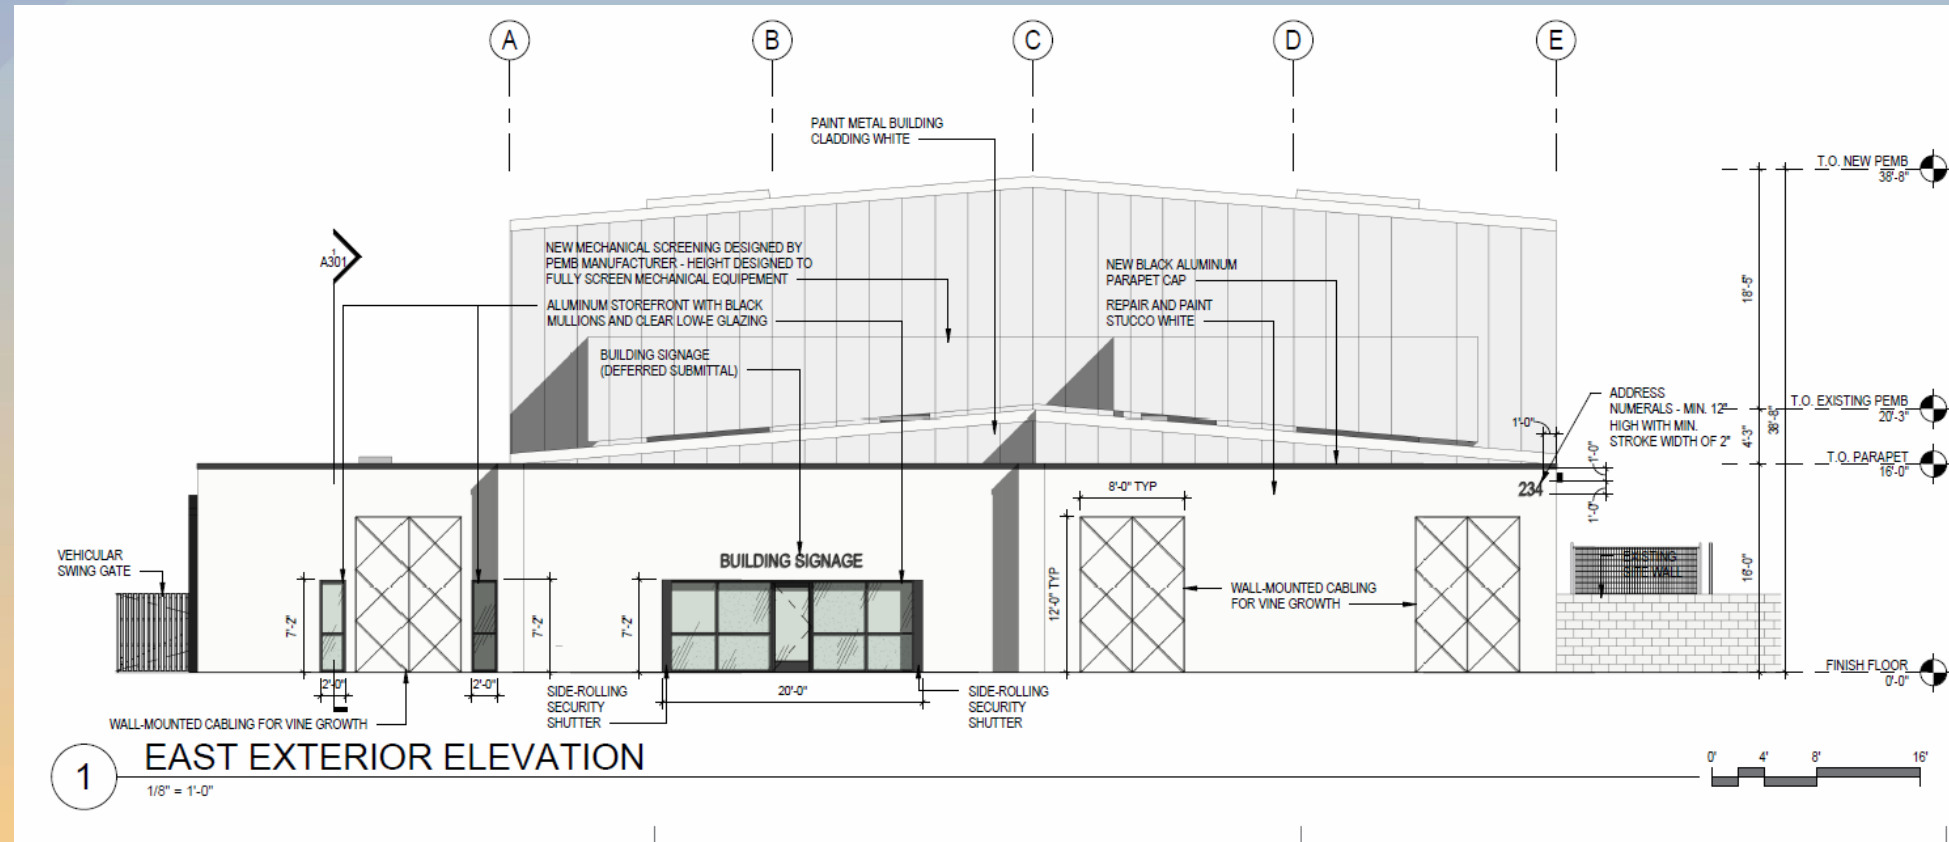 A B C D E
PAINT METAL BUILDING
CLADDING WHITE
T.O. NEW PEMB
38'-8"
1
A301
NEW MECHANICAL SCREENING DESIGNED BY
PEMB MANUFACTURER - HEIGHT DESIGNED TO
FULLY SCREEN MECHANICAL EQUIPEMENT
NEW BLACK ALUMINUM
PARAPET CAP
18'-5"
ALUMINUM STOREFRONT WITH BLACK
MULLIONS AND CLEAR LOW-E GLAZING
REPAIR AND PAINT
STUCCO WHITE
BUILDING SIGNAGE
(DEFERRED SUBMITTAL)
ADDRESS
NUMERALS - MIN. 12"
HIGH WITH MIN.
STROKE WIDTH OF 2"
T.O. EXISTING PEMB
20'-3"
1'-0"
4'-3"
38'-8"
1'-0"
T.O. PARAPET
16'-0"
8'-0" TYP
234
1'-0"
VEHICULAR
SWING GATE
BUILDING SIGNAGE
EXISTING
SITE WALL
16'-0"
12'-0" TYP
WALL-MOUNTED CABLING
FOR VINE GROWTH
7'-2"
7'-2"
7'-2"
FINISH FLOOR
0'-0"
2'-0"
2'-0"
20'-0"
SIDE-ROLLING
SECURITY
SHUTTER
SIDE-ROLLING
SECURITY
SHUTTER
WALL-MOUNTED CABLING FOR VINE GROWTH
1
EAST EXTERIOR ELEVATION
1/8" = 1'-0"
0' 4' 8' 16'